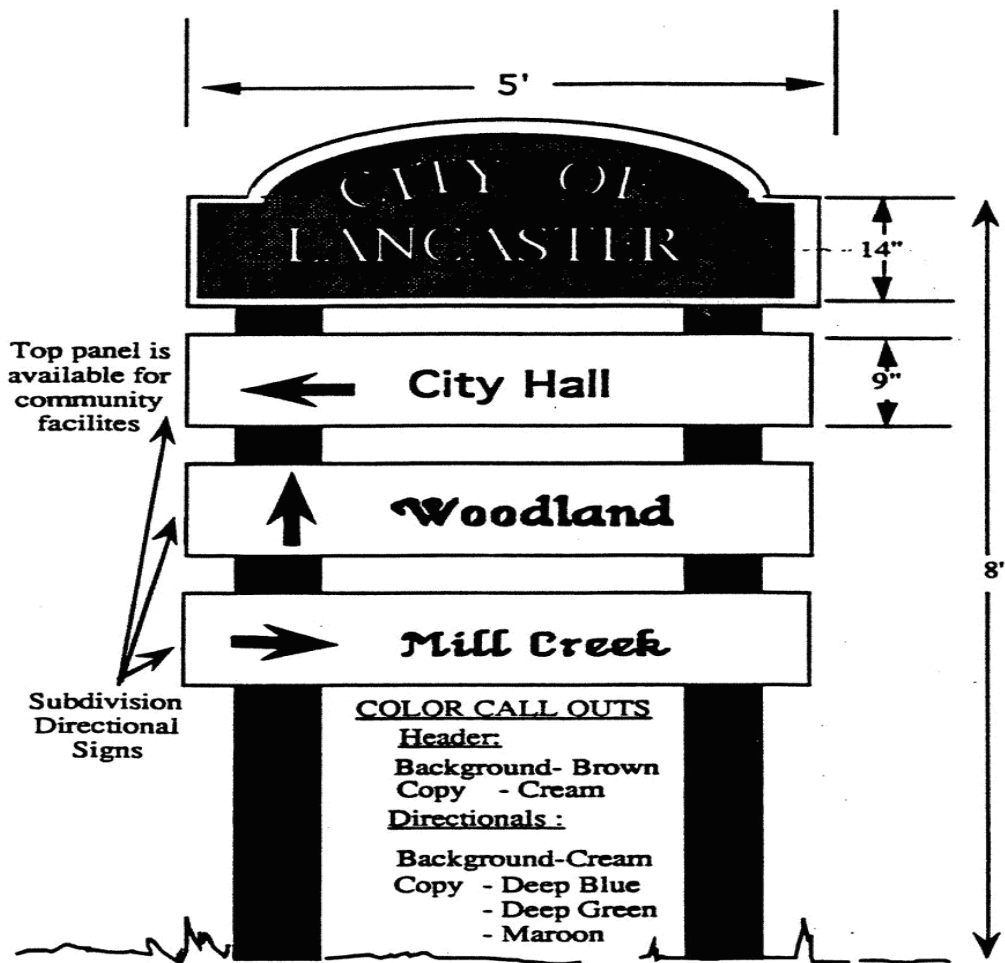 5'
CITY OF
LANCASTER
14"
Top panel is
available for
community
facilites
City Hall
9"
Woodland
8'
Mill Creek
Subdivision
Directional
Signs
COLOR CALL OUTS
Header:
Background- Brown
Copy - Cream
Directionals :
Background-Cream
Copy - Deep Blue
- Deep Green
- Maroon